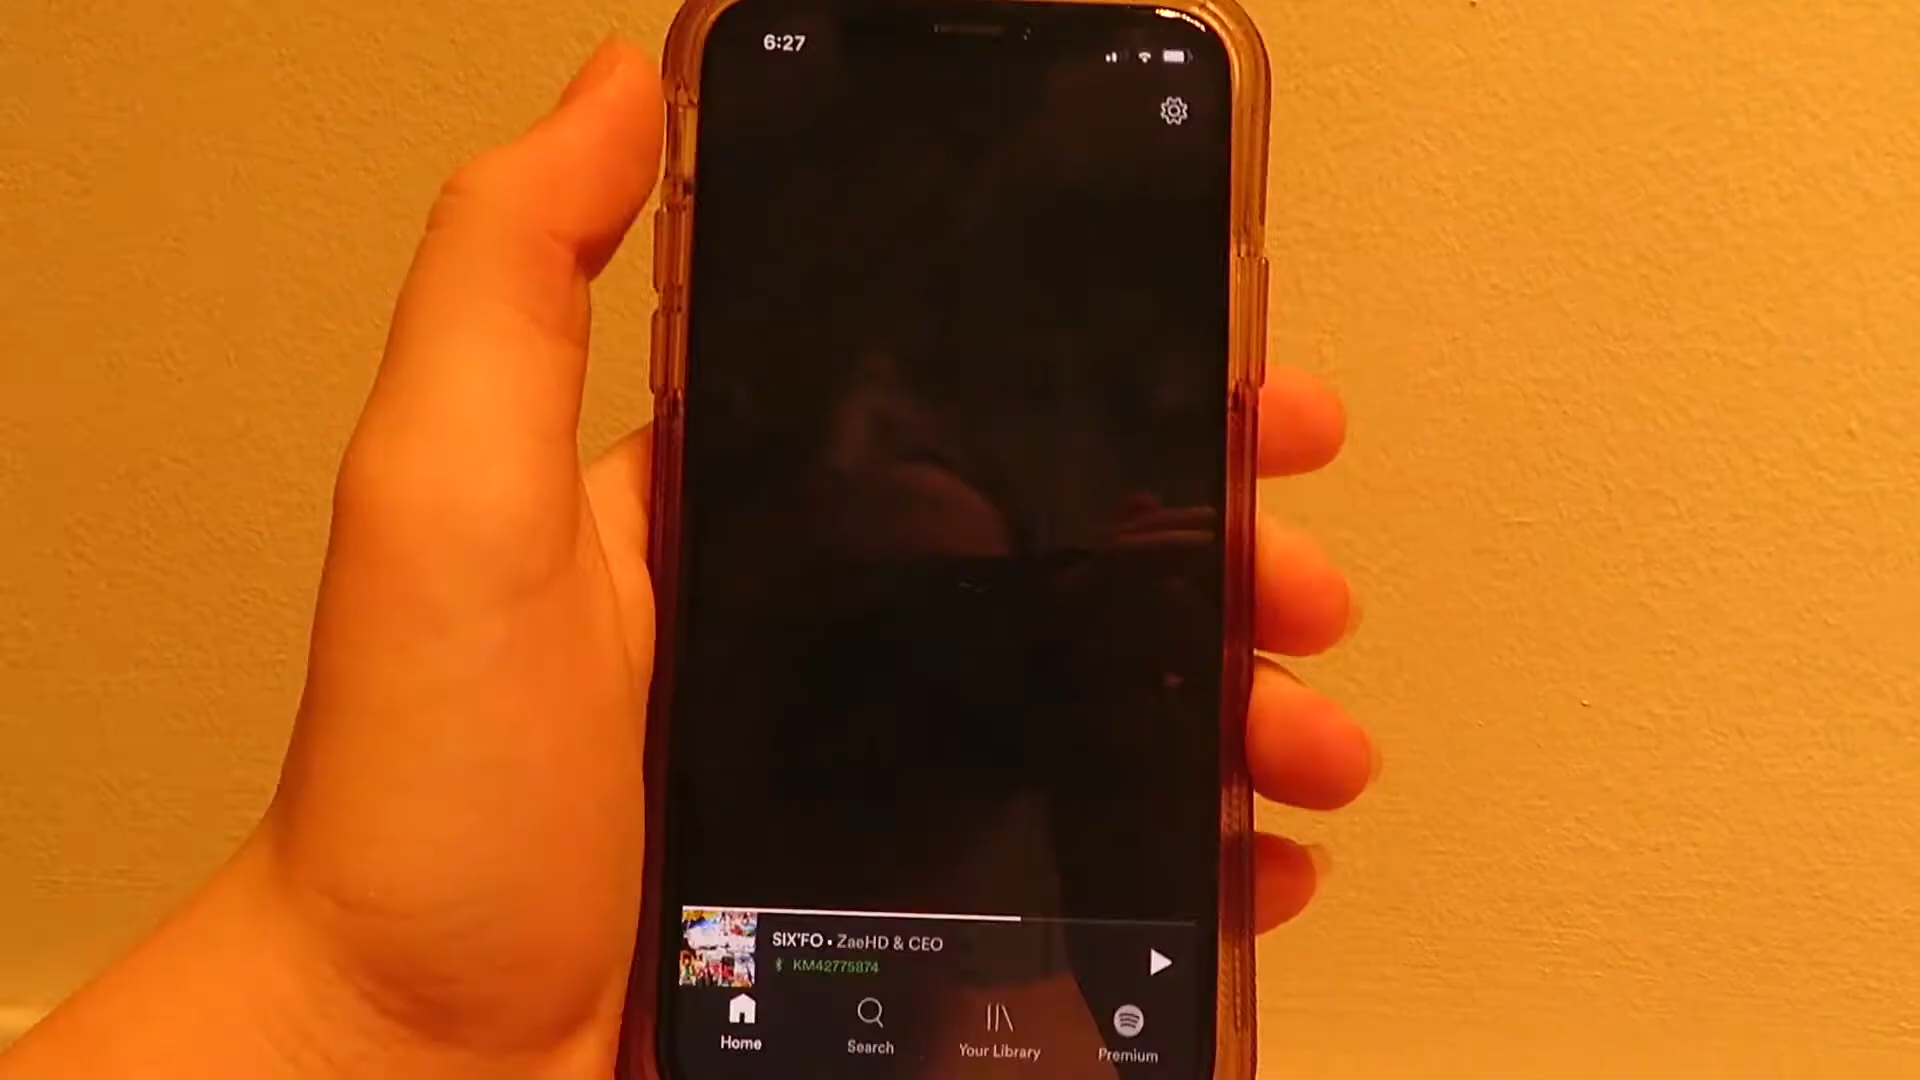 6:27
SIX'FO • ZaeHD & CEO
KM42775874
Home
Search
Your Library
Premium